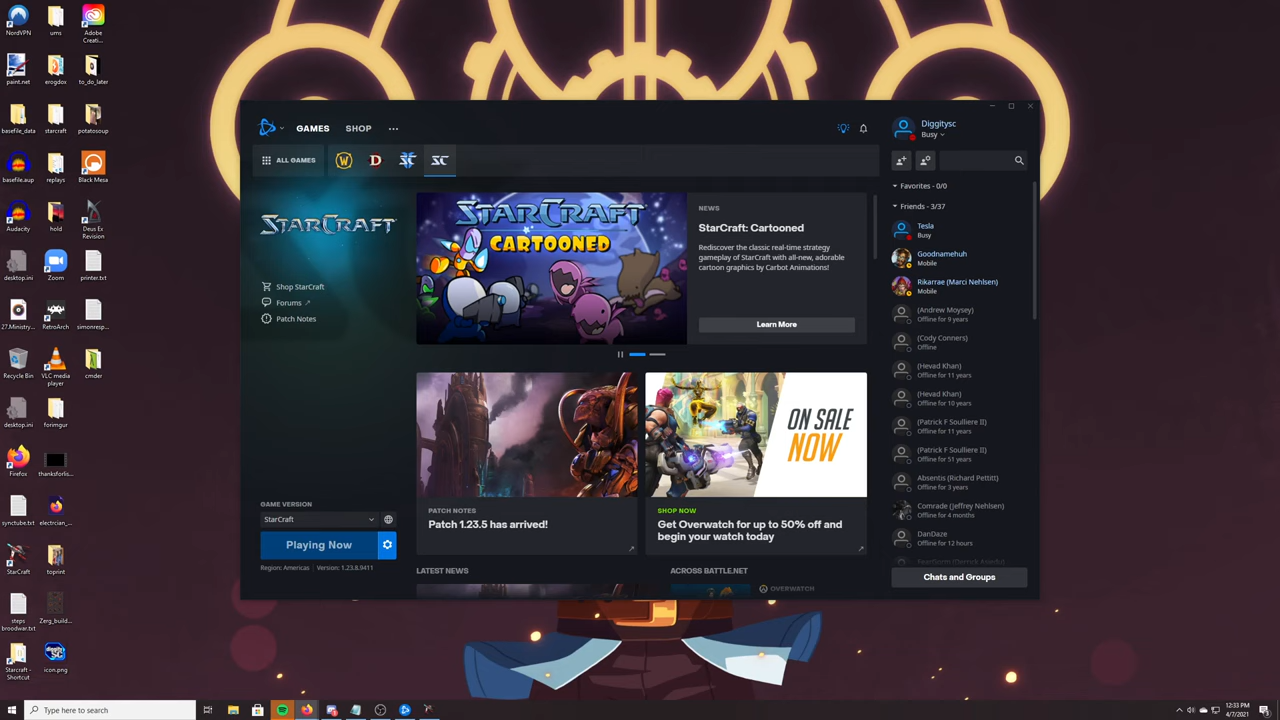 NordVPN
ums
Adobe
Creati...
paint.net
erogdox
to_do_later
basefile_data
starcraft
potatosoup
basefile.aup
replays
Black Mesa
Audacity
hold
Deus Ex
Revision
desktop.ini
Zoom
printer.txt
27.Ministry...
RetroArch
simonresp...
Recycle Bin
VLC media
player
cmder
desktop.ini
forimgur
Firefox
thanksforlis...
synctube.txt
electrcian_...
StarCraft
toprint
steps
broodwar.txt
Zerg_build...
Starcraft -
Shortcut
icon.png
GAMES
SHOP
ALL GAMES
SC
STARCRAFT
Shop StarCraft
Forums
Patch Notes
GAME VERSION
StarCraft
Playing Now
Region: Americas
Version: 1.23.8.9411
STARCRAFT
CARTOONED
NEWS
StarCraft: Cartooned
Rediscover the classic real-time strategy
gameplay of StarCraft with all-new, adorable
cartoon graphics by Carbot Animations!
Learn More
PATCH NOTES
Patch 1.23.5 has arrived!
ON SALE
NOW
SHOP NOW
Get Overwatch for up to 50% off and
begin your watch today
LATEST NEWS
ACROSS BATTLE.NET
OVERWATCH
Diggitysc
Busy
Favorites - 0/0
Friends - 3/37
Tesla
Busy
Goodnamehuh
Mobile
Rikarrae (Marci Nehlsen)
Mobile
(Andrew Moysey)
Offline for 9 years
(Cody Conners)
Offline
(Hevad Khan)
Offline for 11 years
(Hevad Khan)
Offline for 10 years
(Patrick F Soulliere II)
Offline for 11 years
(Patrick F Soulliere II)
Offline for 51 years
Absentis (Richard Pettitt)
Offline for 3 years
Comrade (Jeffrey Nehlsen)
Offline for 4 months
DanDaze
Offline for 12 hours
Chats and Groups
Type here to search
12:33 PM
4/7/2021